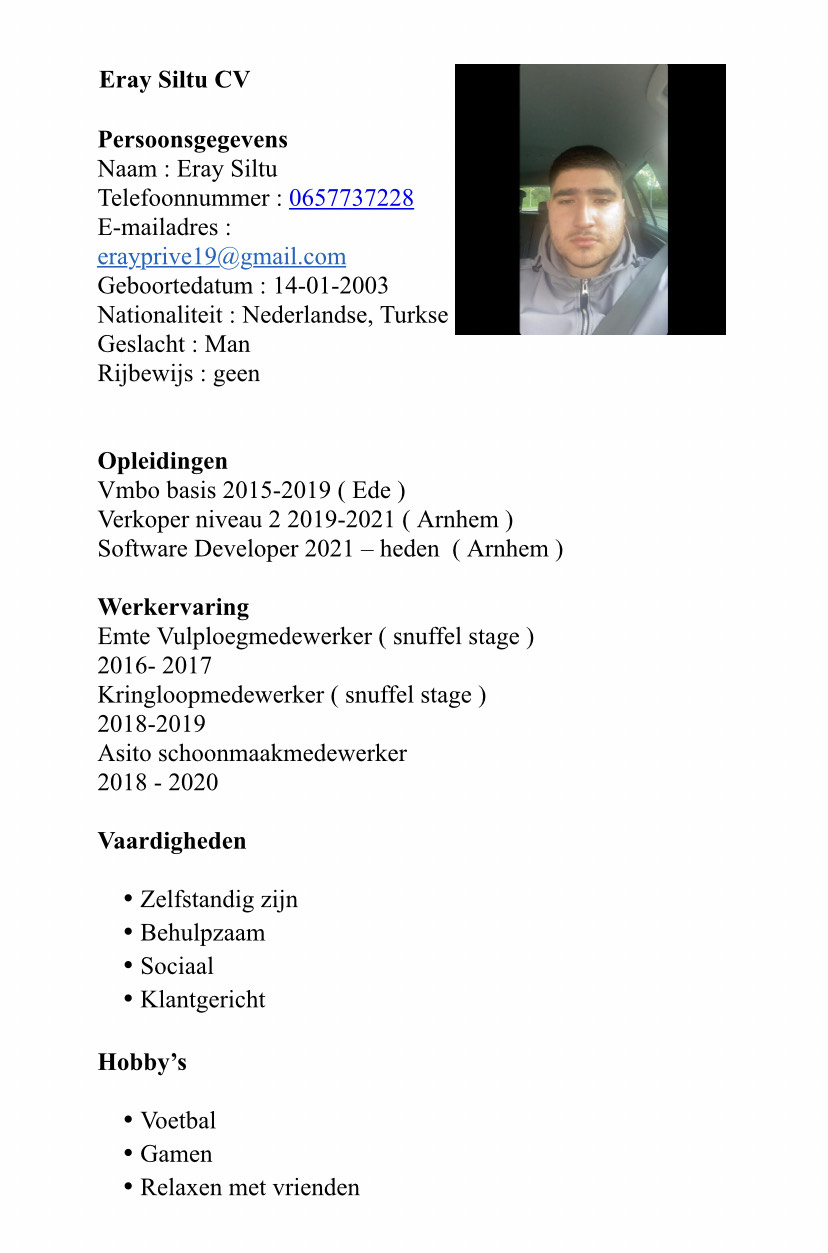 Eray Siltu CV
Persoonsgegevens
Naam : Eray Siltu
Telefoonnummer : 0657737228
E-mailadres :
erayprive19@gmail.com
Geboortedatum : 14-01-2003
Nationaliteit : Nederlandse, Turkse
Geslacht : Man
Rijbewijs : geen
Opleidingen
Vmbo basis 2015-2019 ( Ede )
Verkoper niveau 2 2019-2021 ( Arnhem )
Software Developer 2021 – heden  ( Arnhem )
Werkervaring
Emte Vulploegmedewerker ( snuffel stage )
2016- 2017
Kringloopmedewerker ( snuffel stage )
2018-2019
Asito schoonmaakmedewerker
2018 - 2020
Vaardigheden
• Zelfstandig zijn
• Behulpzaam
• Sociaal
• Klantgericht
Hobby’s
• Voetbal
• Gamen
• Relaxen met vrienden